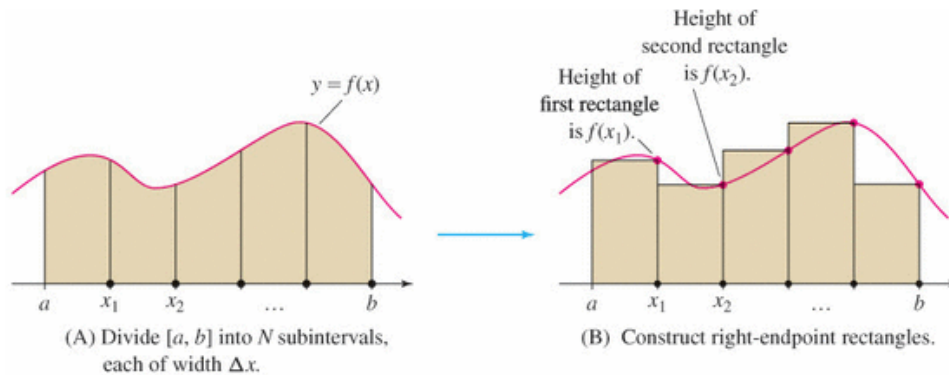 y = f(x)
a x₁ x₂ ... b
(A) Divide [a, b] into N subintervals,
each of width Δx.
Height of
second rectangle
is f(x₂).
Height of
first rectangle
is f(x₁).
a x₁ x₂ ... b
(B) Construct right-endpoint rectangles.